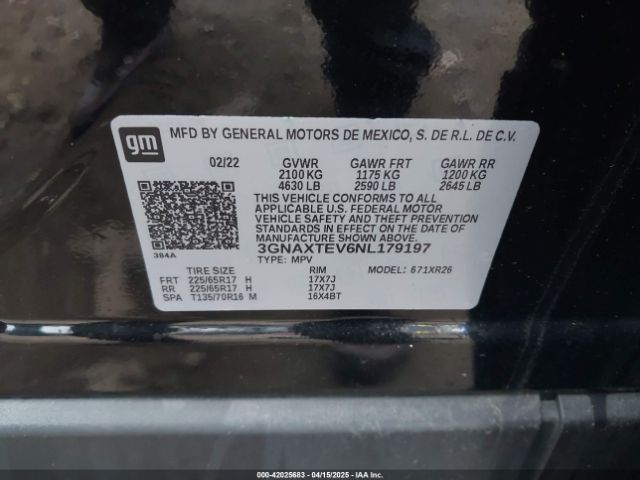 gm
MFD BY GENERAL MOTORS DE MEXICO, S. DE R.L. DE C.V.
02/22 GVWR GAWR FRT GAWR RR
2100 KG 1175 KG 1200 KG
4630 LB 2590 LB 2645 LB
THIS VEHICLE CONFORMS TO ALL
APPLICABLE U.S. FEDERAL MOTOR
VEHICLE SAFETY AND THEFT PREVENTION
STANDARDS IN EFFECT ON THE DATE OF MANUFACTURE SHOWN ABOVE.
3GNAXTEV6NL179197
384A
TYPE: MPV MODEL: 671XR26
TIRE SIZE RIM
FRT 225/65R17 H 17X7J
RR 225/65R17 H 17X7J
SPA T135/70R16 M 16X4BT
000-42025683 - 04/15/2025 - IAAI.COM